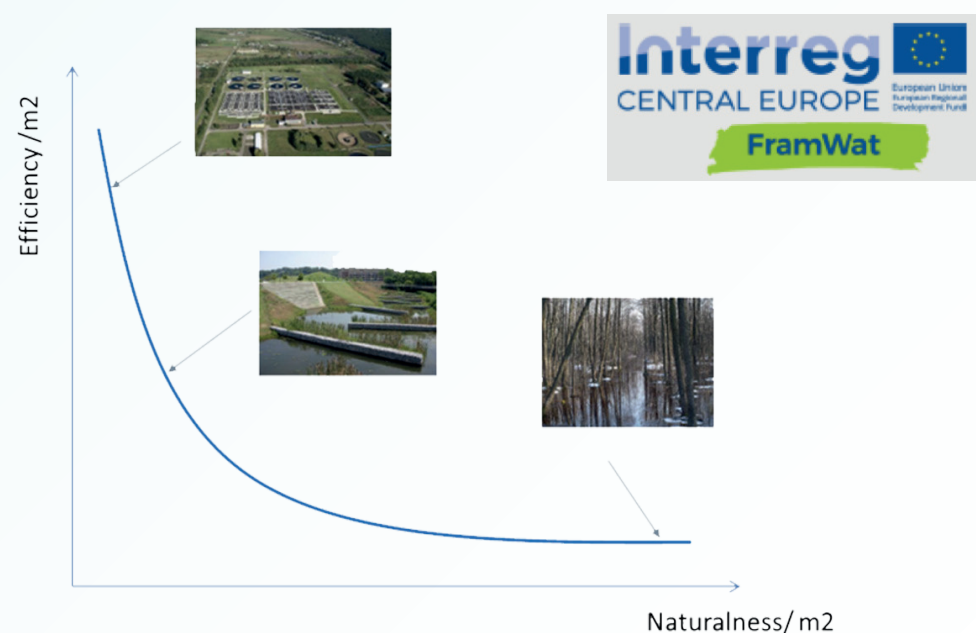 Interreg
CENTRAL EUROPE
European Union
European Regional
Development Fund
FramWat
Efficiency /m2
Naturalness/ m2